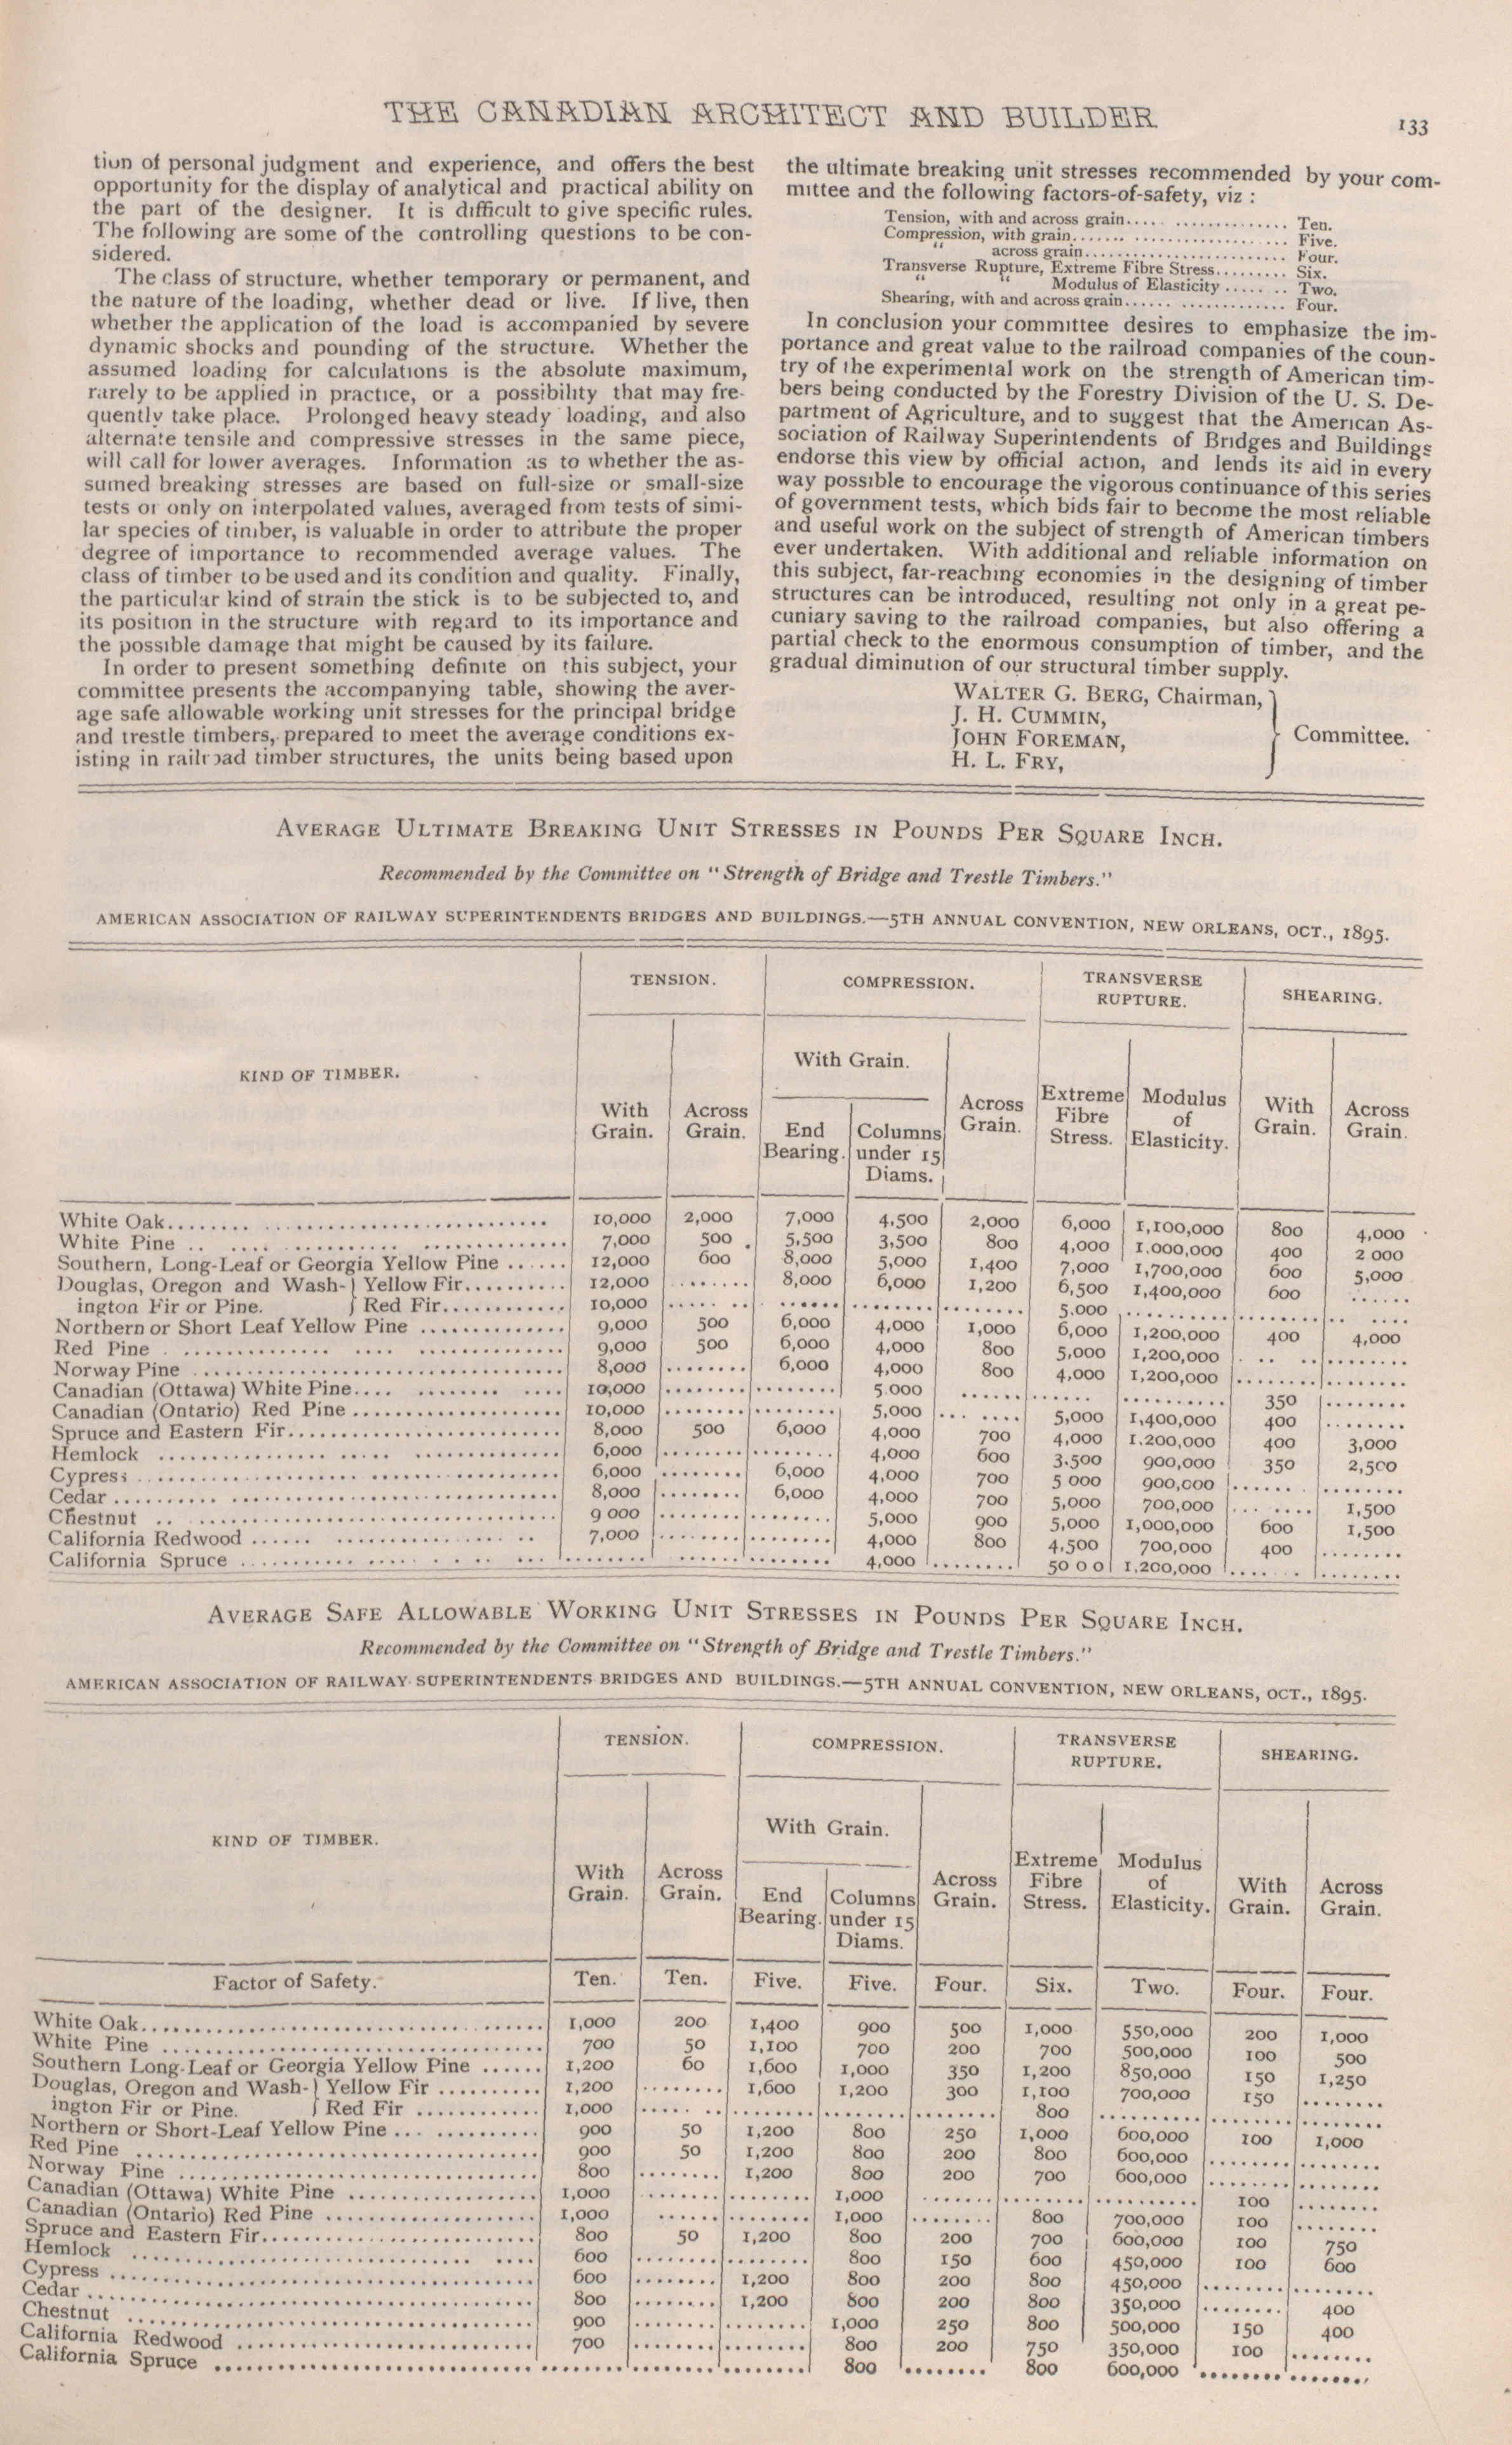 THE CANADIAN ARCHITECT AND BUILDER
133
tion of personal judgment and experience, and offers the best
opportunity for the display of analytical and practical ability on
the part of the designer. It is difficult to give specific rules.
The following are some of the controlling questions to be con-
sidered.
The class of structure, whether temporary or permanent, and
the nature of the loading, whether dead or live. If live, then
whether the application of the load is accompanied by severe
dynamic shocks and pounding of the structure. Whether the
assumed loading for calculations is the absolute maximum,
rarely to be applied in practice, or a possibility that may fre-
quently take place. Prolonged heavy steady loading, and also
alternate tensile and compressive stresses in the same piece,
will call for lower averages. Information as to whether the as-
sumed breaking stresses are based on full-size or small-size
tests or only on interpolated values, averaged from tests of simi-
lar species of timber, is valuable in order to attribute the proper
degree of importance to recommended average values. The
class of timber to be used and its condition and quality. Finally,
the particular kind of strain the stick is to be subjected to, and
its position in the structure with regard to its importance and
the possible damage that might be caused by its failure.
In order to present something definite on this subject, your
committee presents the accompanying table, showing the aver-
age safe allowable working unit stresses for the principal bridge
and trestle timbers, prepared to meet the average conditions ex-
isting in railroad timber structures, the units being based upon
the ultimate breaking unit stresses recommended by your com-
mittee and the following factors-of-safety, viz :
Tension, with and across grain.................. Ten.
Compression, with grain.......................... Five.
" across grain.......................... Four.
Transverse Rupture, Extreme Fibre Stress......... Six.
" " Modulus of Elasticity ........ Two.
Shearing, with and across grain.................. Four.
In conclusion your committee desires to emphasize the im-
portance and great value to the railroad companies of the coun-
try of the experimental work on the strength of American tim-
bers being conducted by the Forestry Division of the U. S. De-
partment of Agriculture, and to suggest that the American As-
sociation of Railway Superintendents of Bridges and Buildings
endorse this view by official action, and lends its aid in every
way possible to encourage the vigorous continuance of this series
of government tests, which bids fair to become the most reliable
and useful work on the subject of strength of American timbers
ever undertaken. With additional and reliable information on
this subject, far-reaching economies in the designing of timber
structures can be introduced, resulting not only in a great pe-
cuniary saving to the railroad companies, but also offering a
partial check to the enormous consumption of timber, and the
gradual diminution of our structural timber supply.
WALTER G. BERG, Chairman,
J. H. CUMMIN,
JOHN FOREMAN,
H. L. FRY,
Committee.
AVERAGE ULTIMATE BREAKING UNIT STRESSES IN POUNDS PER SQUARE INCH.
Recommended by the Committee on "Strength of Bridge and Trestle Timbers."
AMERICAN ASSOCIATION OF RAILWAY SUPERINTENDENTS BRIDGES AND BUILDINGS.—5TH ANNUAL CONVENTION, NEW ORLEANS, OCT., 1895.
KIND OF TIMBER. TENSION. COMPRESSION. TRANSVERSE RUPTURE. SHEARING.
With Grain.
With Grain. Across Grain. End Bearing. Columns under 15 Diams. Across Grain. Extreme Fibre Stress. Modulus of Elasticity. With Grain. Across Grain.
White Oak........ 10,000 2,000 7,000 4,500 2,000 6,000 1,100,000 800 4,000
White Pine ........ 7,000 500 5,500 3,500 800 4,000 1.000,000 400 2 000
Southern, Long-Leaf or Georgia Yellow Pine ...... 12,000 600 8,000 5,000 1,400 7,000 1,700,000 600 5,000
Douglas, Oregon and Wash- } Yellow Fir.......... 12,000 ........ 8,000 6,000 1,200 6,500 1,400,000 600 ......
ington Fir or Pine. } Red Fir............ 10,000 ........ ...... ........ ........ 5.000 .......... ........ ....
Northern or Short Leaf Yellow Pine .............. 9,000 500 6,000 4,000 1,000 6,000 1,200,000 400 4,000
Red Pine ........ 9,000 500 6,000 4,000 800 5,000 1,200,000 ........ ........
Norway Pine ........ 8,000 ........ 6,000 4,000 800 4,000 1,200,000 ........ ........
Canadian (Ottawa) White Pine.... 10,000 ........ ........ 5.000 ...... ...... .......... 350 ........
Canadian (Ontario) Red Pine .................... 10,000 ........ ........ 5,000 ........ 5,000 1,400,000 400 ........
Spruce and Eastern Fir.......................... 8,000 500 6,000 4,000 700 4,000 1.200,000 400 3,000
Hemlock ........ 6,000 ........ ........ 4,000 600 3.500 900,000 350 2,500
Cypress ........ 6,000 ........ 6,000 4,000 700 5 000 900,000 ........ ........
Cedar ........ 8,000 ........ 6,000 4,000 700 5,000 700,000 ........ 1,500
Chestnut ........ 9 000 ........ ........ 5,000 900 5,000 1,000,000 600 1,500
California Redwood ........ 7,000 ........ ........ 4,000 800 4,500 700,000 400 ........
California Spruce ........ ........ ........ ........ 4,000 ........ 50 0 0 1,200,000 ........ ........
AVERAGE SAFE ALLOWABLE WORKING UNIT STRESSES IN POUNDS PER SQUARE INCH.
Recommended by the Committee on "Strength of Bridge and Trestle Timbers."
AMERICAN ASSOCIATION OF RAILWAY SUPERINTENDENTS BRIDGES AND BUILDINGS.—5TH ANNUAL CONVENTION, NEW ORLEANS, OCT., 1895.
KIND OF TIMBER. TENSION. COMPRESSION. TRANSVERSE RUPTURE. SHEARING.
With Grain.
With Grain. Across Grain. End Bearing. Columns under 15 Diams. Across Grain. Extreme Fibre Stress. Modulus of Elasticity. With Grain. Across Grain.
Factor of Safety. Ten. Ten. Five. Five. Four. Six. Two. Four. Four.
White Oak........ 1,000 200 1,400 900 500 1,000 550,000 200 1,000
White Pine ........ 700 50 1,100 700 200 700 500,000 100 500
Southern Long-Leaf or Georgia Yellow Pine ...... 1,200 60 1,600 1,000 350 1,200 850,000 150 1,250
Douglas, Oregon and Wash- } Yellow Fir .......... 1,200 ........ 1,600 1,200 300 1,100 700,000 150 ........
ington Fir or Pine. } Red Fir ............ 1,000 ........ ........ ........ ........ 800 .......... ........ ........
Northern or Short-Leaf Yellow Pine ... .......... 900 50 1,200 800 250 1,000 600,000 100 1,000
Red Pine ........ 900 50 1,200 800 200 800 600,000 ........ ........
Norway Pine ........ 800 ........ 1,200 800 200 700 600,000 ........ ........
Canadian (Ottawa) White Pine .................. 1,000 ........ ........ 1,000 ....... ........ .......... 100 ........
Canadian (Ontario) Red Pine .................... 1,000 ...... ........ 1,000 ........ 800 700,000 100 ........
Spruce and Eastern Fir.......................... 800 50 1,200 800 200 700 600,000 100 750
Hemlock ........ 600 ........ ........ 800 150 600 450,000 100 600
Cypress ........ 600 ........ 1,200 800 200 800 450,000 ........ ........
Cedar ........ 800 ........ 1,200 800 200 800 350,000 ........ 400
Chestnut ........ 900 ........ ........ 1,000 250 800 500,000 150 400
California Redwood ........ 700 ........ ........ 800 200 750 350,000 100 ........
California Spruce ........ ........ ........ ........ 800 ........ 800 600,000 ........ ........